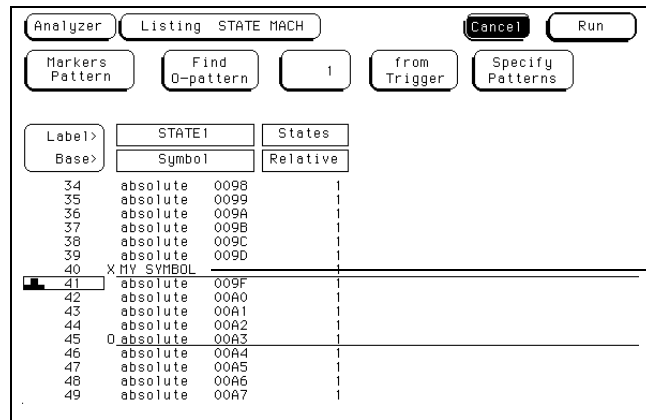 Analyzer Listing STATE MACH Cancel Run
Markers Pattern Find O-pattern 1 from Trigger Specify Patterns
Label> STATE1 States
Base> Symbol Relative
34 absolute 0098 1
35 absolute 0099 1
36 absolute 009A 1
37 absolute 009B 1
38 absolute 009C 1
39 absolute 009D 1
40 X MY SYMBOL 1
41 absolute 009F 1
42 absolute 00A0 1
43 absolute 00A1 1
44 absolute 00A2 1
45 O absolute 00A3 1
46 absolute 00A4 1
47 absolute 00A5 1
48 absolute 00A6 1
49 absolute 00A7 1